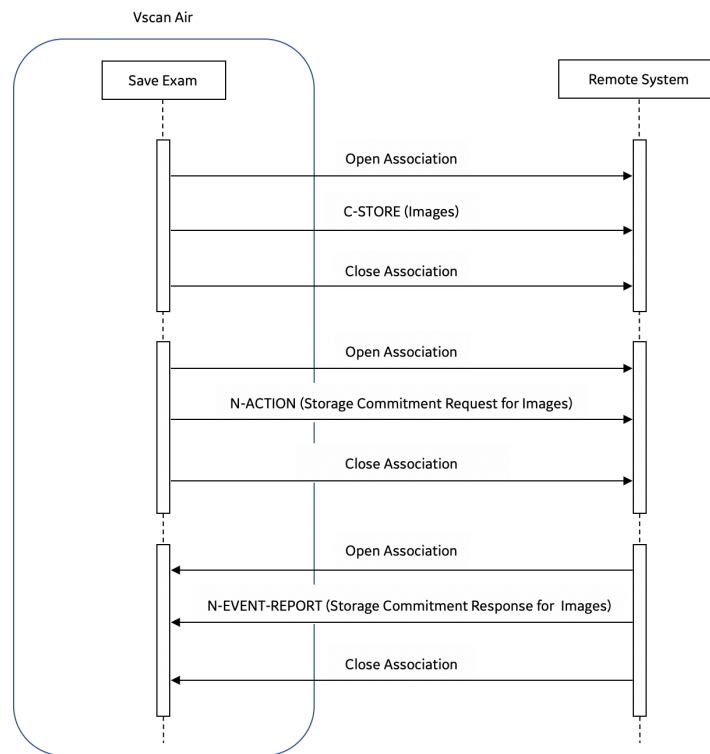 Vscan Air
Save Exam
Remote System
Open Association
C-STORE (Images)
Close Association
Open Association
N-ACTION (Storage Commitment Request for Images)
Close Association
Open Association
N-EVENT-REPORT (Storage Commitment Response for Images)
Close Association